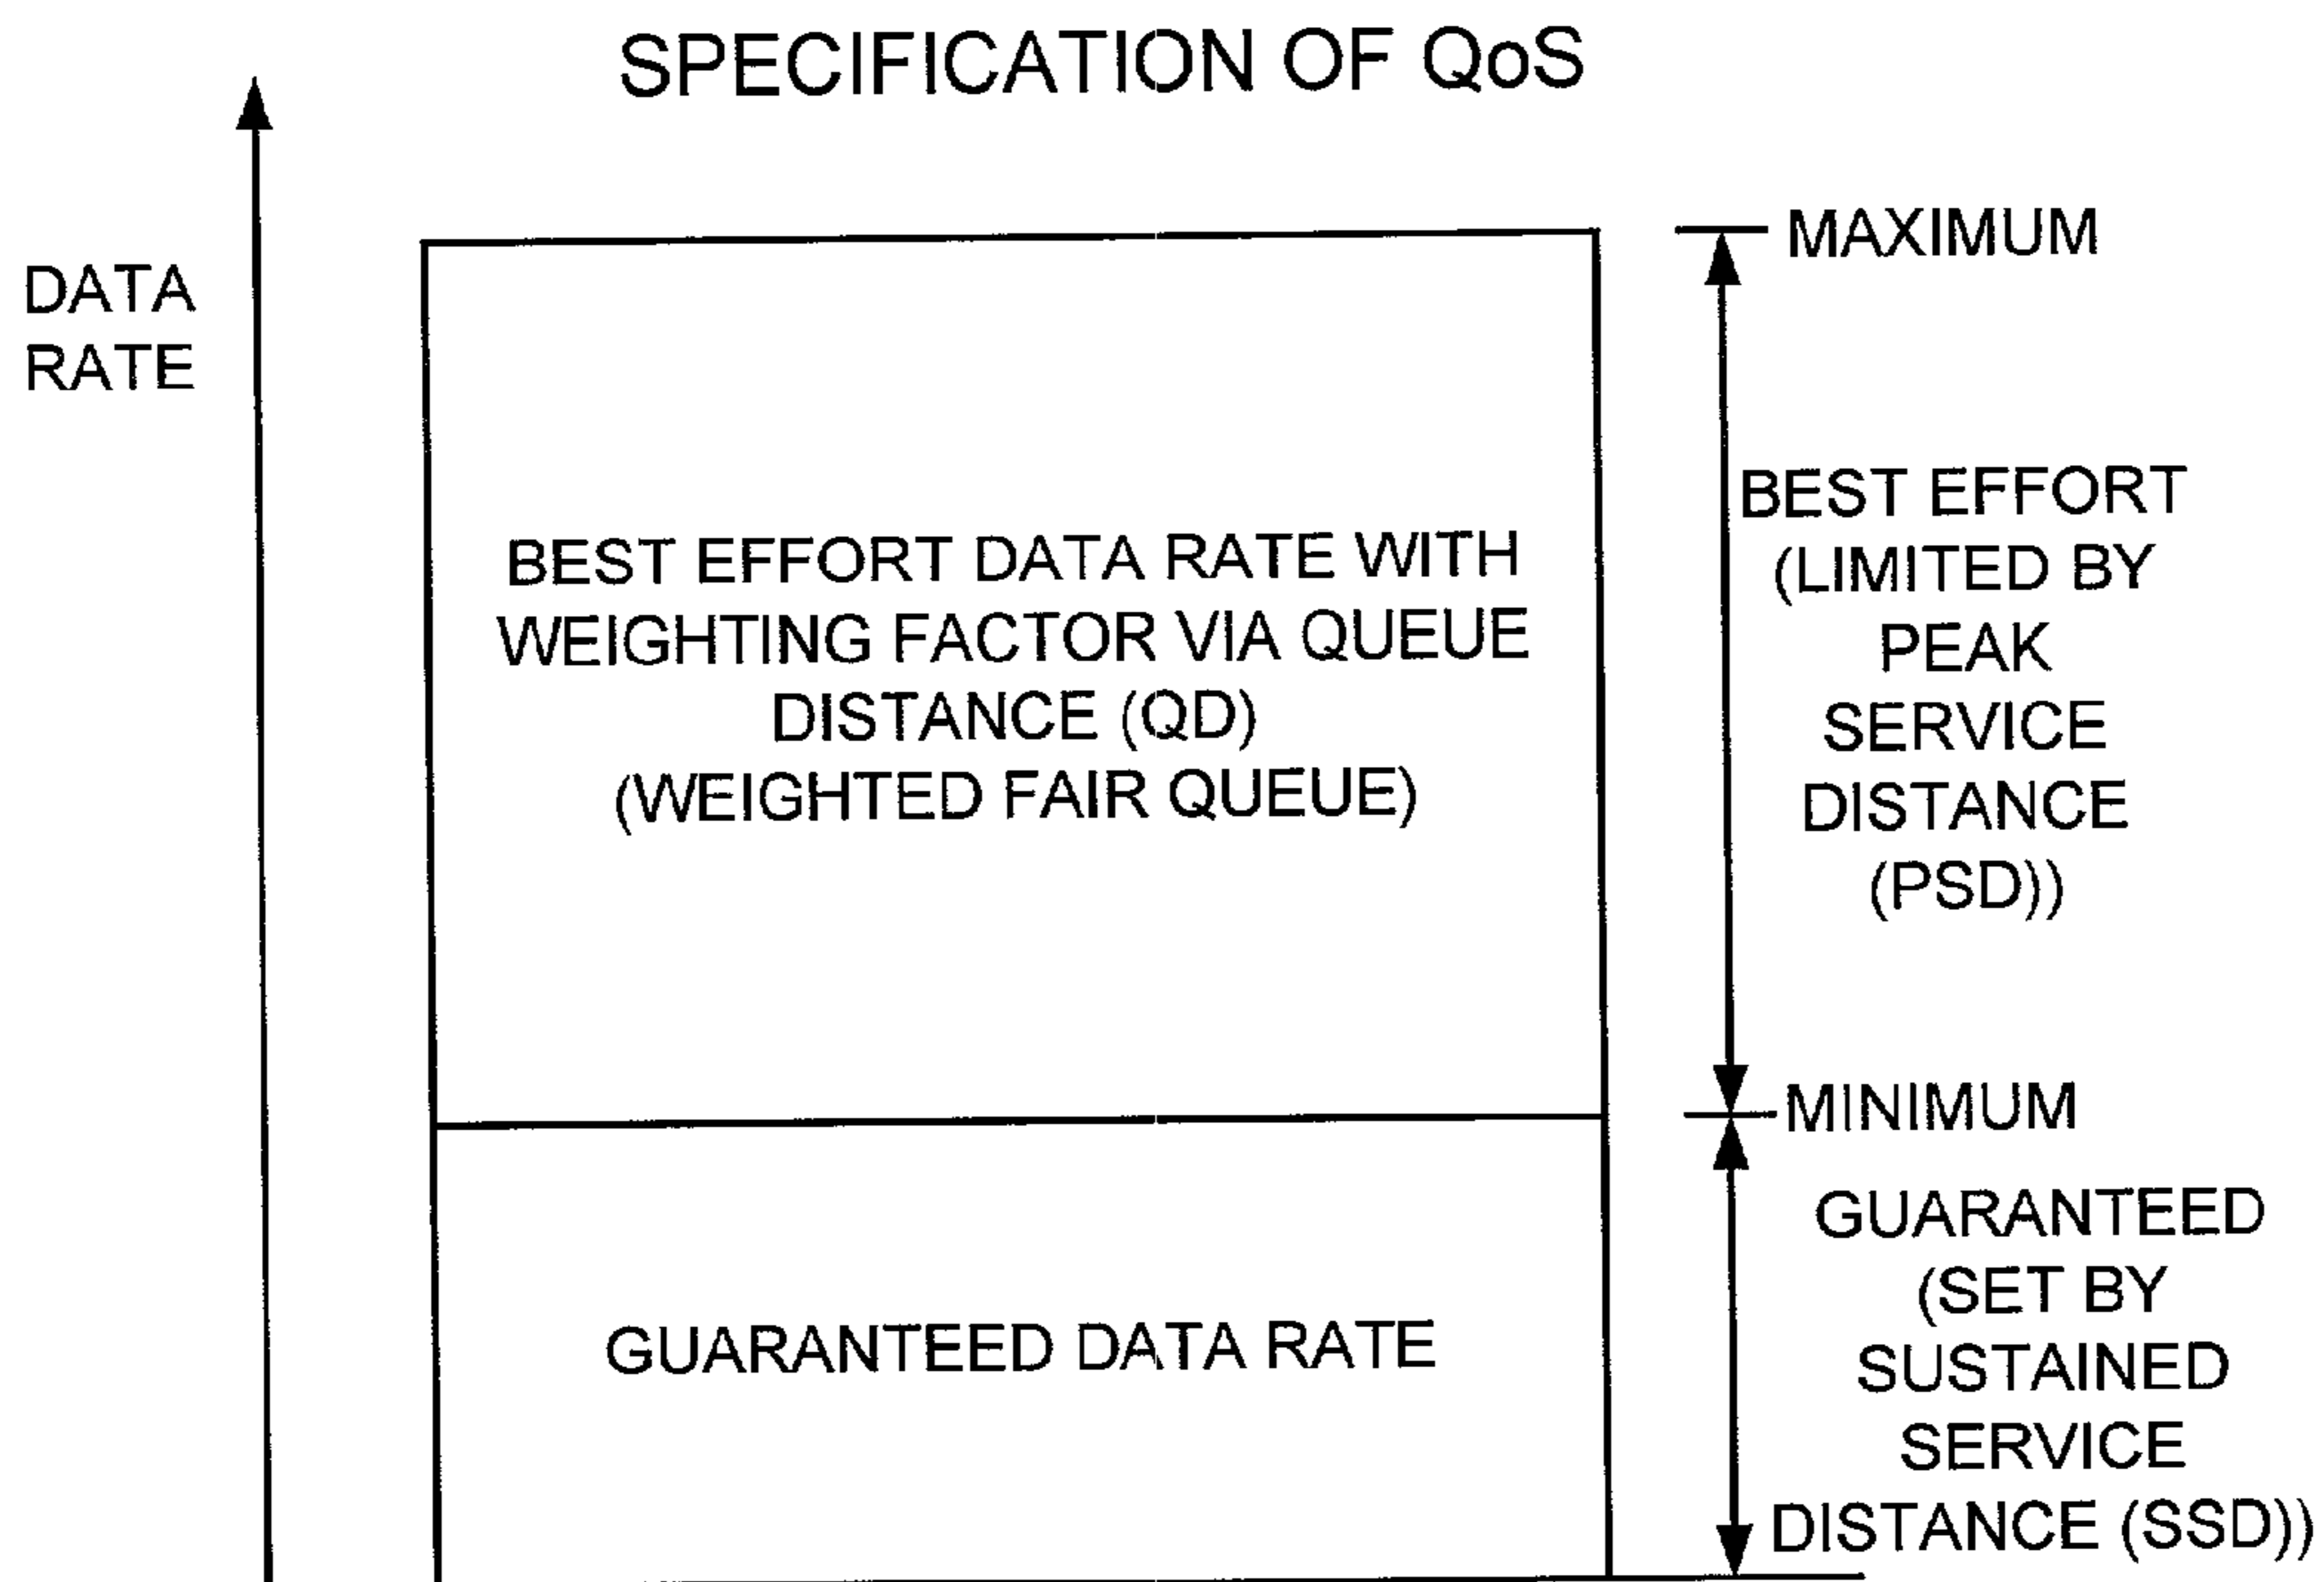 SPECIFICATION OF QoS
DATA
RATE
MAXIMUM
BEST EFFORT DATA RATE WITH
WEIGHTING FACTOR VIA QUEUE
DISTANCE (QD)
(WEIGHTED FAIR QUEUE)
BEST EFFORT
(LIMITED BY
PEAK
SERVICE
DISTANCE
(PSD))
MINIMUM
GUARANTEED DATA RATE
GUARANTEED
(SET BY
SUSTAINED
SERVICE
DISTANCE (SSD))